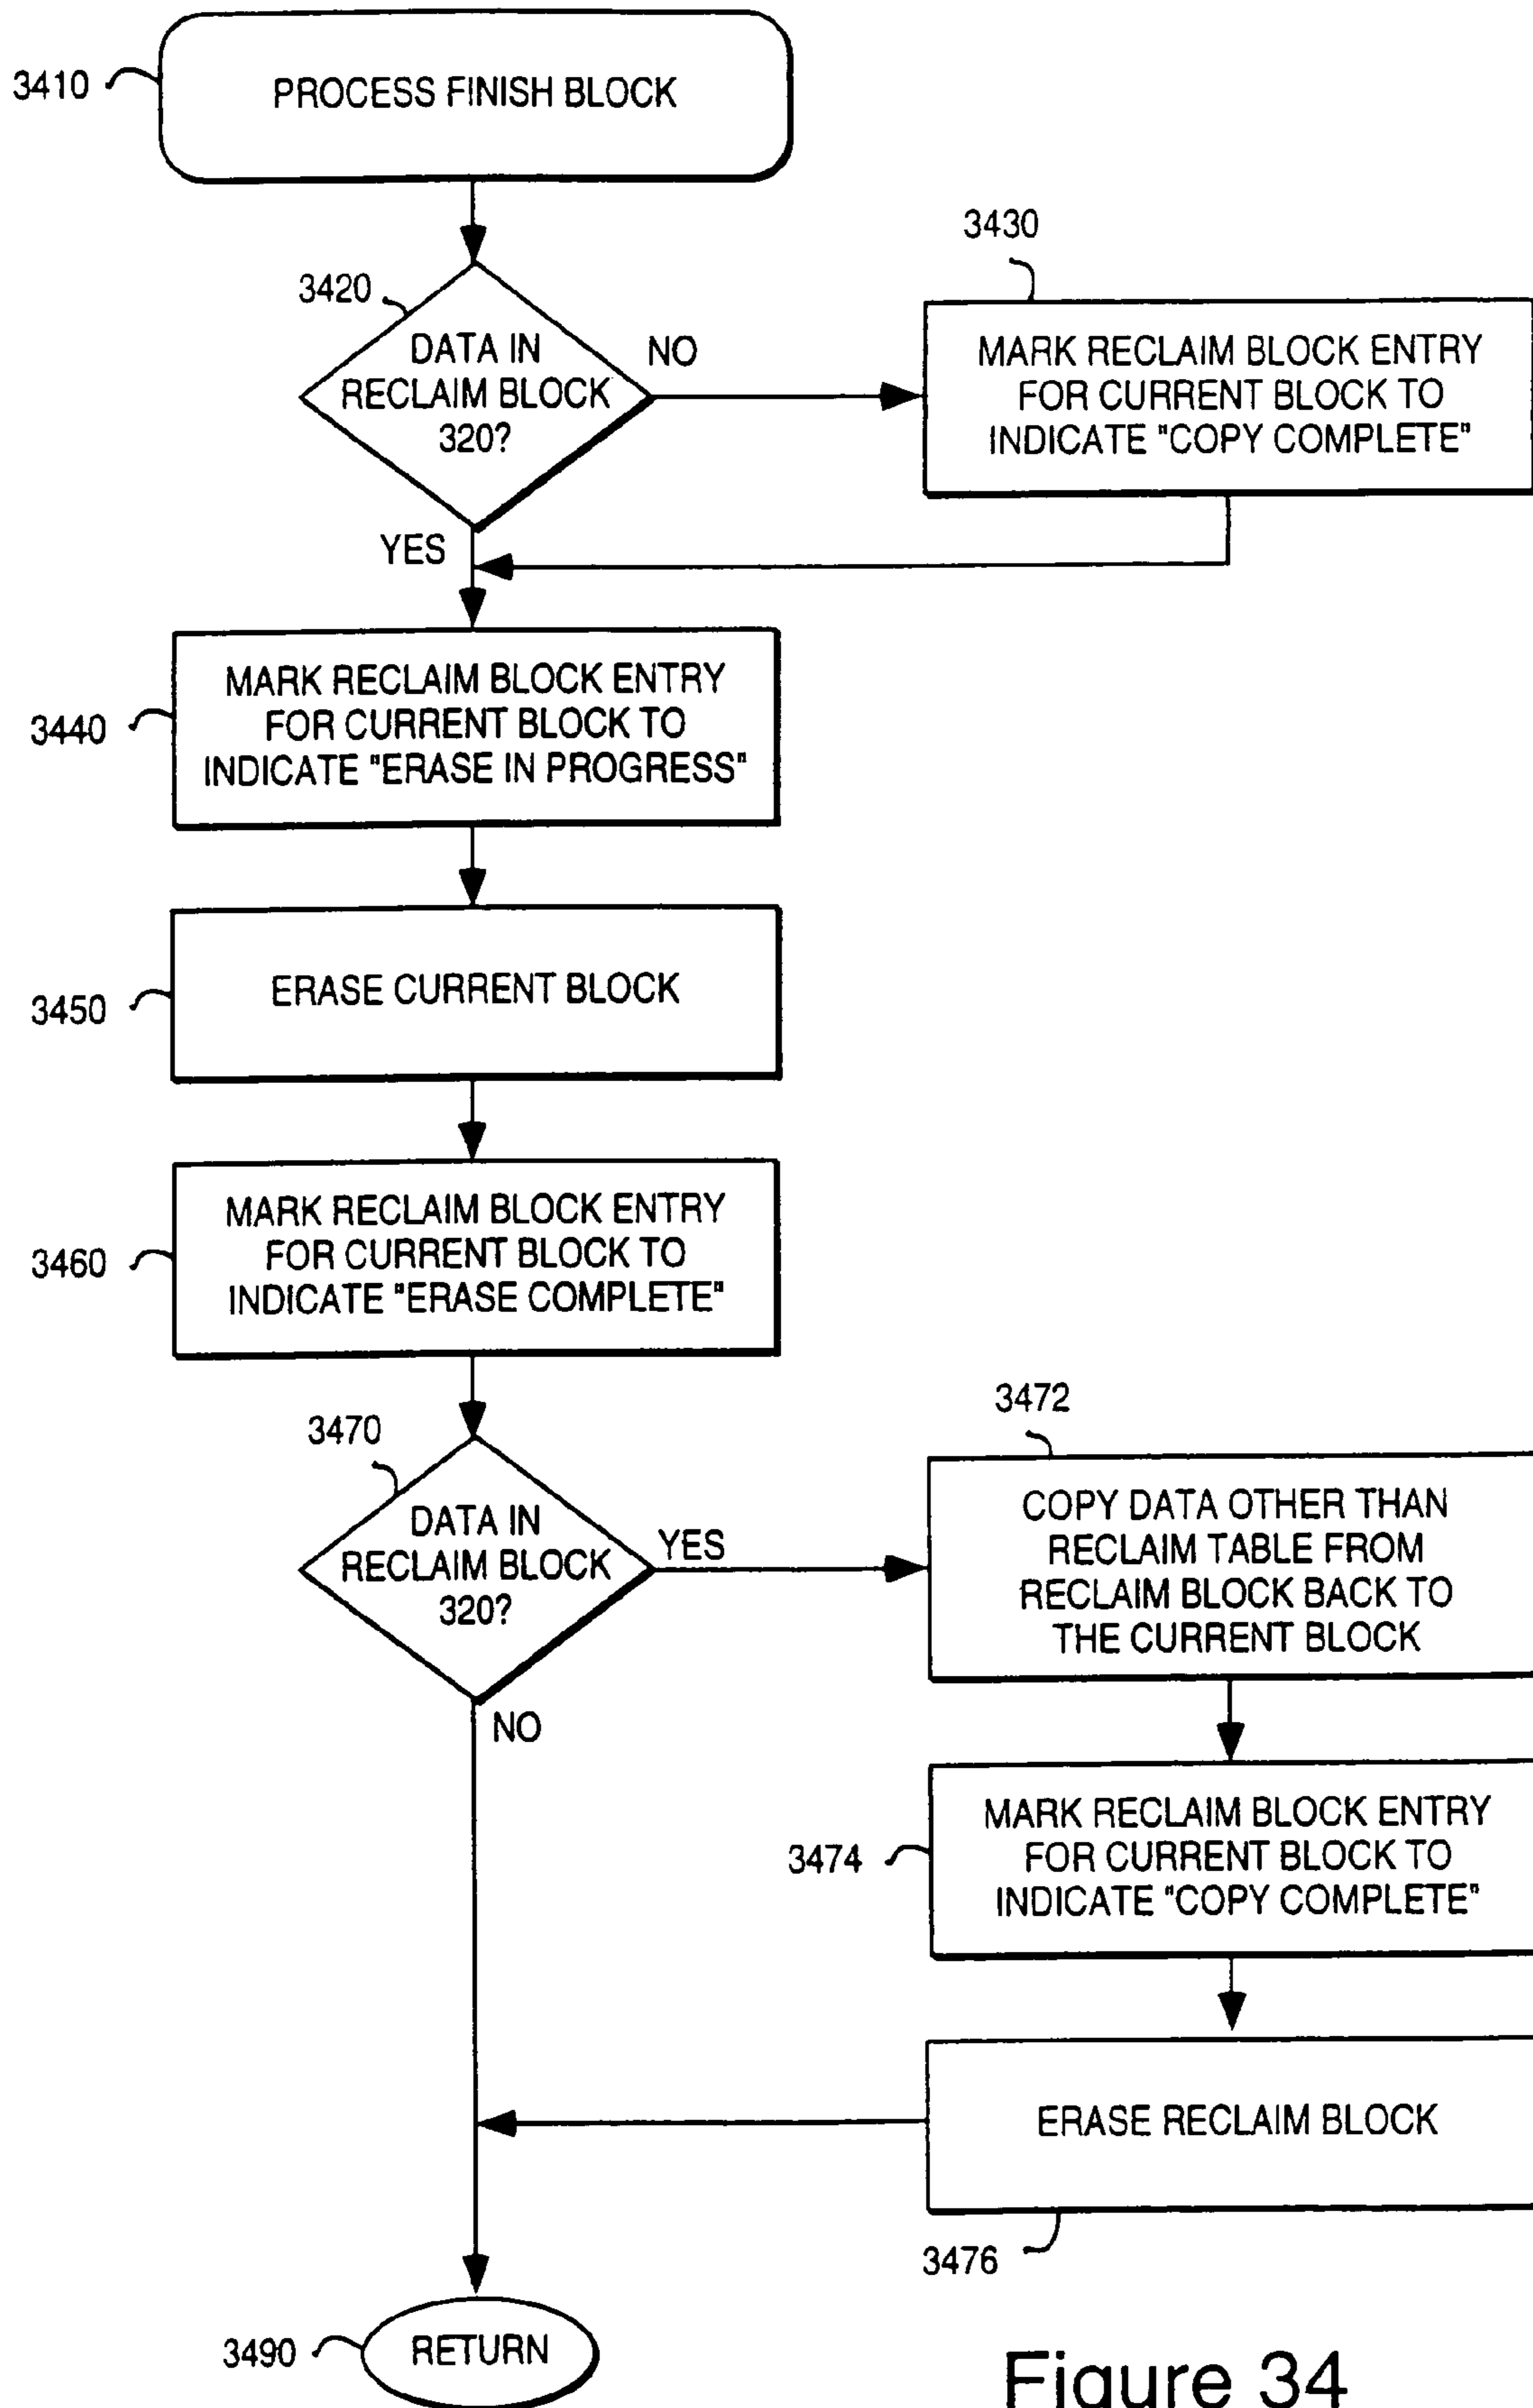 3410
PROCESS FINISH BLOCK
3420
DATA IN
RECLAIM BLOCK
320?
NO
YES
3430
MARK RECLAIM BLOCK ENTRY
FOR CURRENT BLOCK TO
INDICATE "COPY COMPLETE"
3440
MARK RECLAIM BLOCK ENTRY
FOR CURRENT BLOCK TO
INDICATE "ERASE IN PROGRESS"
3450
ERASE CURRENT BLOCK
3460
MARK RECLAIM BLOCK ENTRY
FOR CURRENT BLOCK TO
INDICATE "ERASE COMPLETE"
3470
DATA IN
RECLAIM BLOCK
320?
YES
NO
3472
COPY DATA OTHER THAN
RECLAIM TABLE FROM
RECLAIM BLOCK BACK TO
THE CURRENT BLOCK
3474
MARK RECLAIM BLOCK ENTRY
FOR CURRENT BLOCK TO
INDICATE "COPY COMPLETE"
ERASE RECLAIM BLOCK
3476
3490
RETURN
Figure 34